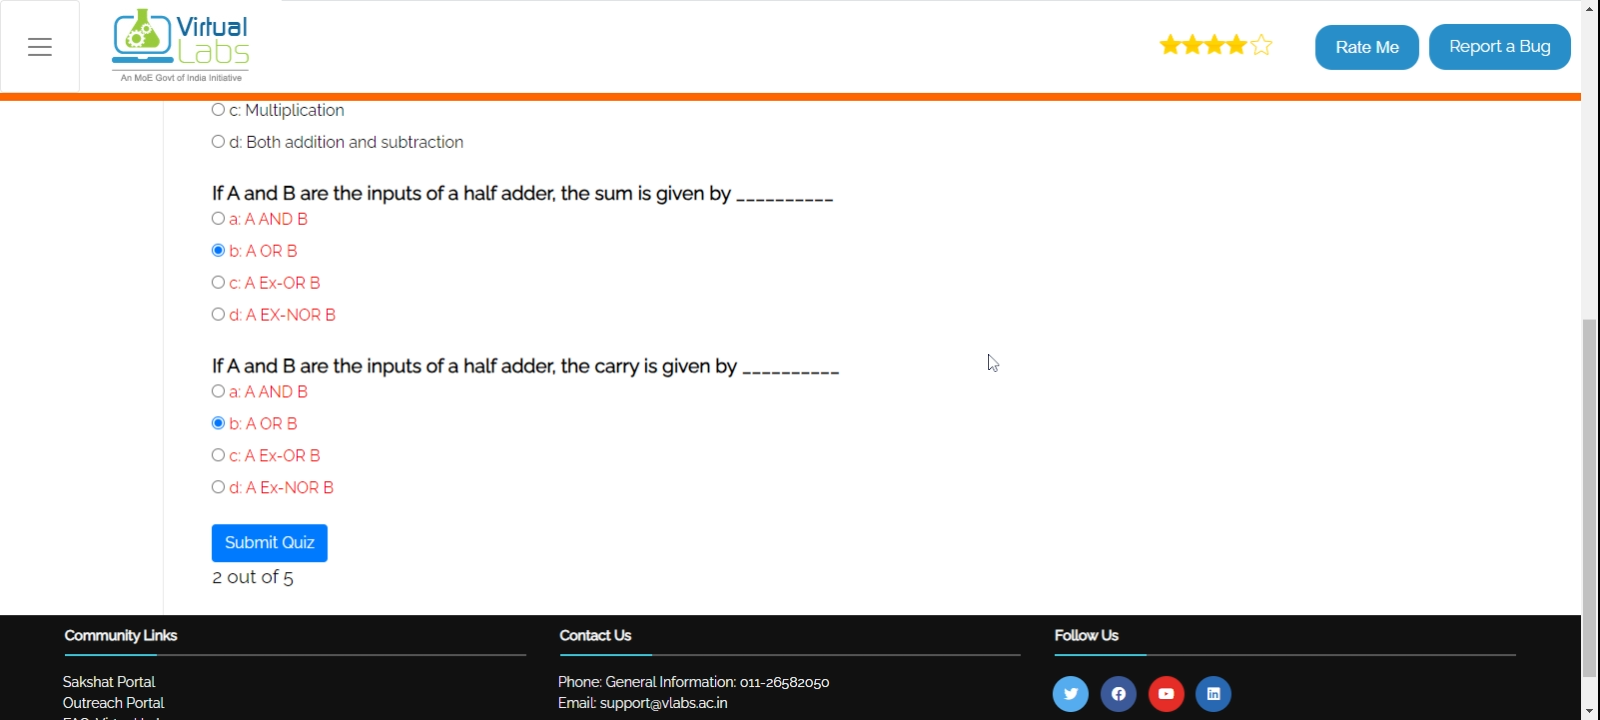 Virtual
Labs
An MoE Govt of India Initiative
Rate Me
Report a Bug
c: Multiplication
d: Both addition and subtraction
If A and B are the inputs of a half adder, the sum is given by __________
a: A AND B
b: A OR B
c: A Ex-OR B
d: A EX-NOR B
If A and B are the inputs of a half adder, the carry is given by __________
a: A AND B
b: A OR B
c: A Ex-OR B
d: A Ex-NOR B
Submit Quiz
2 out of 5
Community Links
Sakshat Portal
Outreach Portal
Contact Us
Phone: General Information: 011-26582050
Email: support@vlabs.ac.in
Follow Us